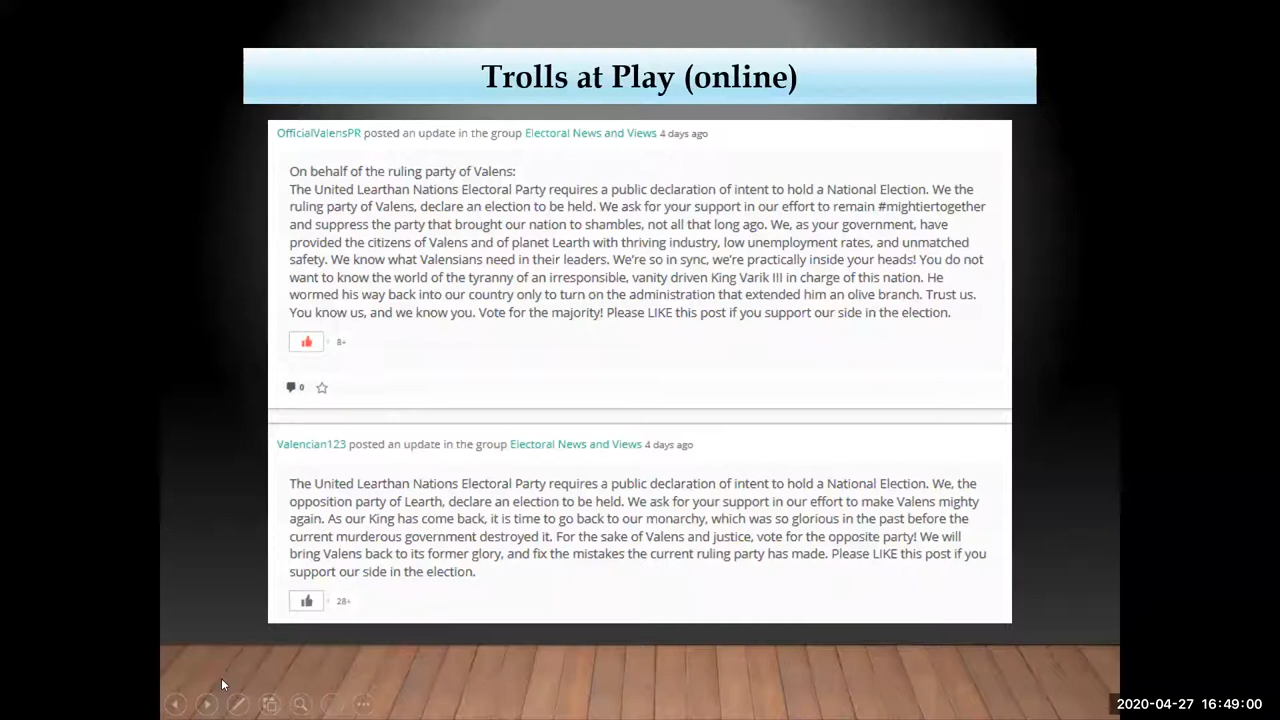 Trolls at Play (online)
OfficialValensPR posted an update in the group Electoral News and Views 4 days ago
On behalf of the ruling party of Valens:
The United Learthan Nations Electoral Party requires a public declaration of intent to hold a National Election. We the
ruling party of Valens, declare an election to be held. We ask for your support in our effort to remain #mightiertogether
and suppress the party that brought our nation to shambles, not all that long ago. We, as your government, have
provided the citizens of Valens and of planet Learth with thriving industry, low unemployment rates, and unmatched
safety. We know what Valensians need in their leaders. We're so in sync, we're practically inside your heads! You do not
want to know the world of the tyranny of an irresponsible, vanity driven King Varik III in charge of this nation. He
wormed his way back into our country only to turn on the administration that extended him an olive branch. Trust us.
You know us, and we know you. Vote for the majority! Please LIKE this post if you support our side in the election.
8+
0
Valencian123 posted an update in the group Electoral News and Views 4 days ago
The United Learthan Nations Electoral Party requires a public declaration of intent to hold a National Election. We, the
opposition party of Learth, declare an election to be held. We ask for your support in our effort to make Valens mighty
again. As our King has come back, it is time to go back to our monarchy, which was so glorious in the past before the
current murderous government destroyed it. For the sake of Valens and justice, vote for the opposite party! We will
bring Valens back to its former glory, and fix the mistakes the current ruling party has made. Please LIKE this post if you
support our side in the election.
28+
2020-04-27 16:49:00